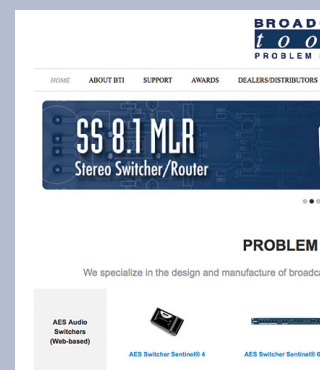 BROAD
t o o
PROBLEM
HOME ABOUT BTI SUPPORT AWARDS DEALERS/DISTRIBUTORS
SS 8.1 MLR
Stereo Switcher/Router
PROBLEM
We specialize in the design and manufacture of broadca
AES Audio
Switchers
(Web-based)
AES Switcher Sentinel® 4
AES Switcher Sentinel® 6